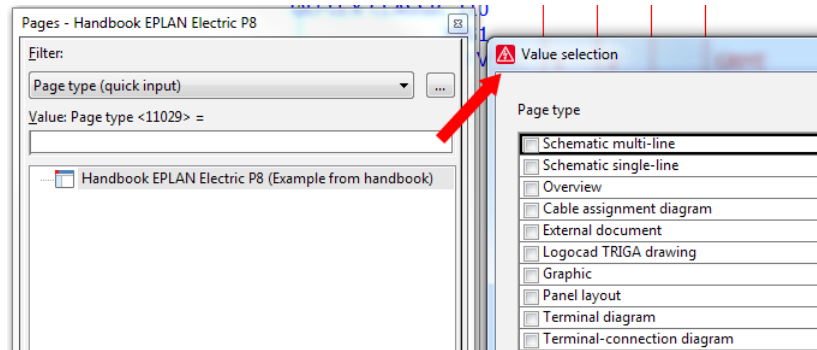 Pages - Handbook EPLAN Electric P8
Filter:
Page type (quick input)
...
Value: Page type <11029> =
Handbook EPLAN Electric P8 (Example from handbook)
Value selection
Page type
Schematic multi-line
Schematic single-line
Overview
Cable assignment diagram
External document
Logocad TRIGA drawing
Graphic
Panel layout
Terminal diagram
Terminal-connection diagram